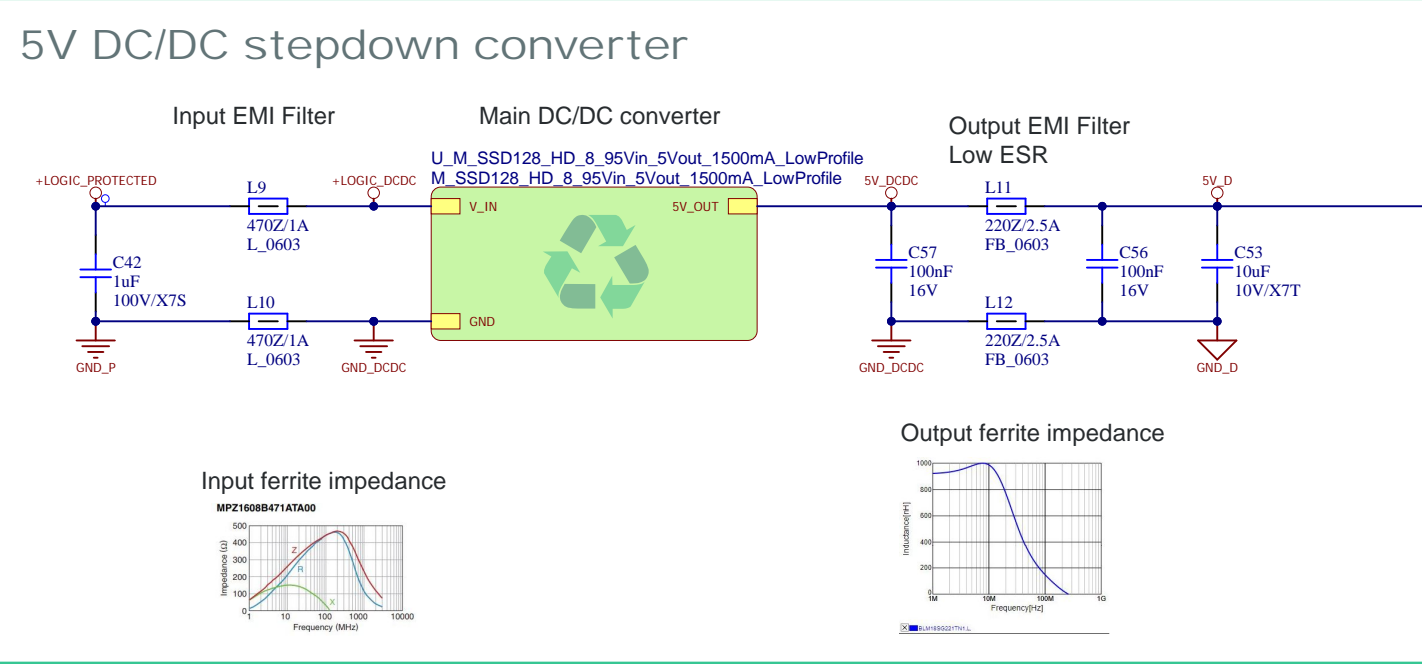 5V DC/DC stepdown converter
Input EMI Filter
Main DC/DC converter
Output EMI Filter
Low ESR
U_M_SSD128_HD_8_95Vin_5Vout_1500mA_LowProfile
M_SSD128_HD_8_95Vin_5Vout_1500mA_LowProfile
+LOGIC_PROTECTED
L9
+LOGIC_DCDC
5V_DCDC
L11
5V_D
V_IN
5V_OUT
470Z/1A
L_0603
220Z/2.5A
FB_0603
C42
1uF
100V/X7S
C57
100nF
16V
C56
100nF
16V
C53
10uF
10V/X7T
L10
L12
GND
470Z/1A
L_0603
220Z/2.5A
FB_0603
GND_P
GND_DCDC
GND_DCDC
GND_D
Output ferrite impedance
1000
800
600
400
200
0
Inductance[nH]
1M
10M
100M
1G
Frequency[Hz]
BLM18SG221TN1;L
Input ferrite impedance
MPZ1608B471ATA00
500
400
300
200
100
0
Impedance (Ω)
Z
R
X
1
10
100
1000
10000
Frequency (MHz)